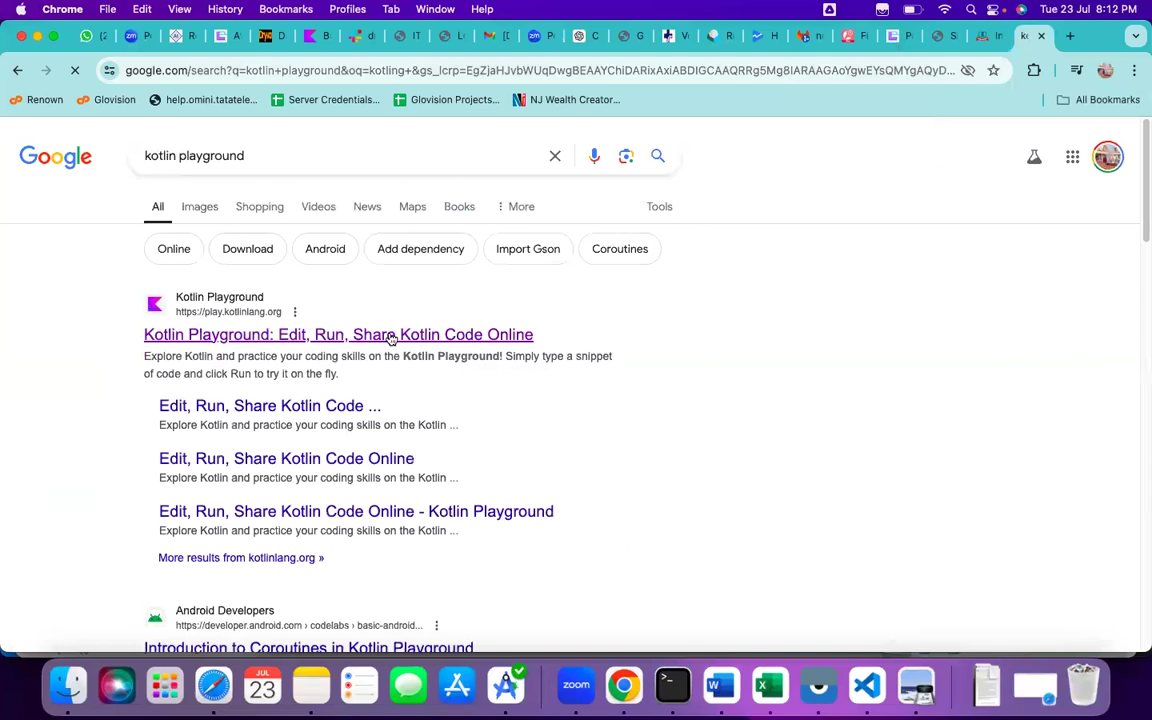 Chrome File Edit View History Bookmarks Profiles Tab Window Help Tue 23 Jul 8:12 PM
google.com/search?q=kotlin+playground&oq=kotling+&gs_lcrp=EgZjaHJvbWUqDwgBEAAYChiDARixAxiABDIGCAAQRRg5Mg8IARAAGAoYgwEYsQMYgAQyD...
Renown Glovision help.omini.tatatele... Server Credentials... Glovision Projects... NJ Wealth Creator... All Bookmarks
Google
kotlin playground
All Images Shopping Videos News Maps Books More Tools
Online Download Android Add dependency Import Gson Coroutines
Kotlin Playground
https://play.kotlinlang.org
Kotlin Playground: Edit, Run, Share Kotlin Code Online
Explore Kotlin and practice your coding skills on the Kotlin Playground! Simply type a snippet
of code and click Run to try it on the fly.
Edit, Run, Share Kotlin Code ...
Explore Kotlin and practice your coding skills on the Kotlin ...
Edit, Run, Share Kotlin Code Online
Explore Kotlin and practice your coding skills on the Kotlin ...
Edit, Run, Share Kotlin Code Online - Kotlin Playground
Explore Kotlin and practice your coding skills on the Kotlin ...
More results from kotlinlang.org »
Android Developers
https://developer.android.com › codelabs › basic-android...
Introduction to Coroutines in Kotlin Playground
JUL
23
zoom